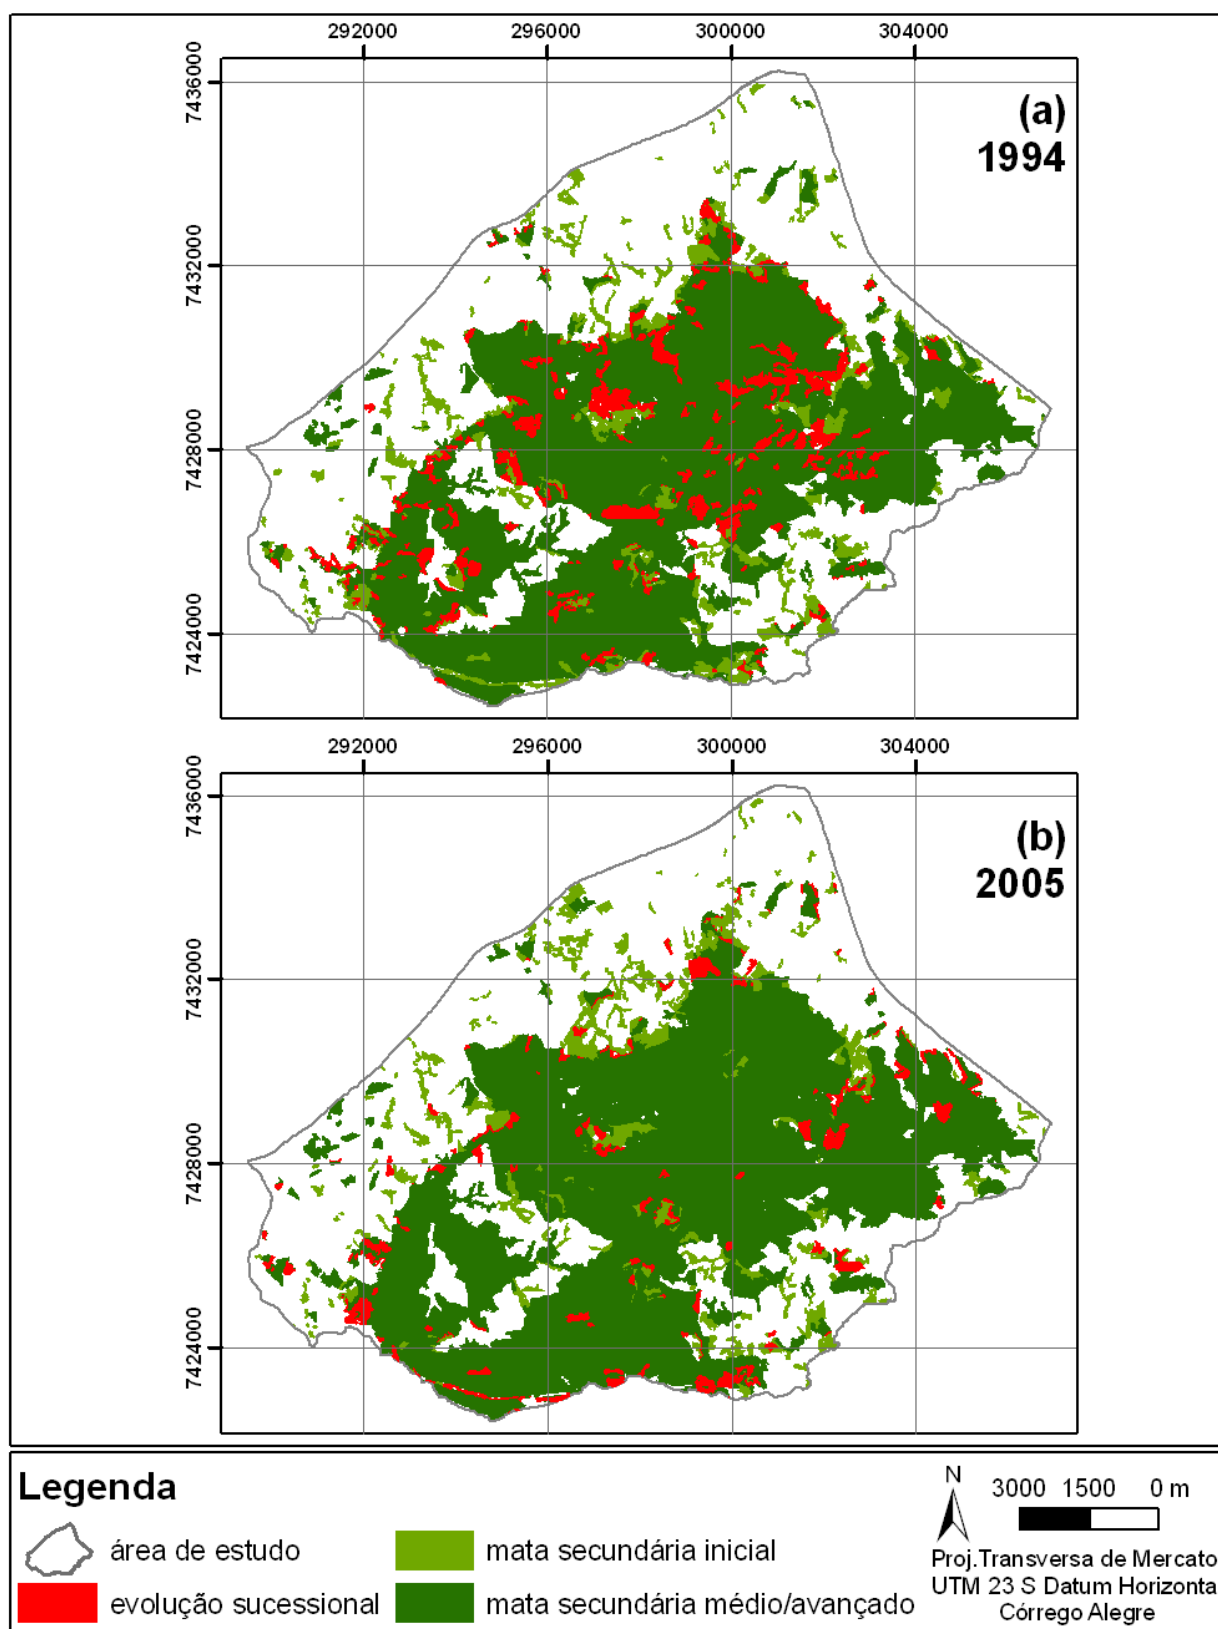 292000 296000 300000 304000
7436000
(a)
1994
7432000
7428000
7424000
292000 296000 300000 304000
7436000
(b)
2005
7432000
7428000
7424000
Legenda
área de estudo
mata secundária inicial
evolução sucessional
mata secundária médio/avançado
N
3000 1500 0 m
Proj.Transversa de Mercato
UTM 23 S Datum Horizonta
Córrego Alegre